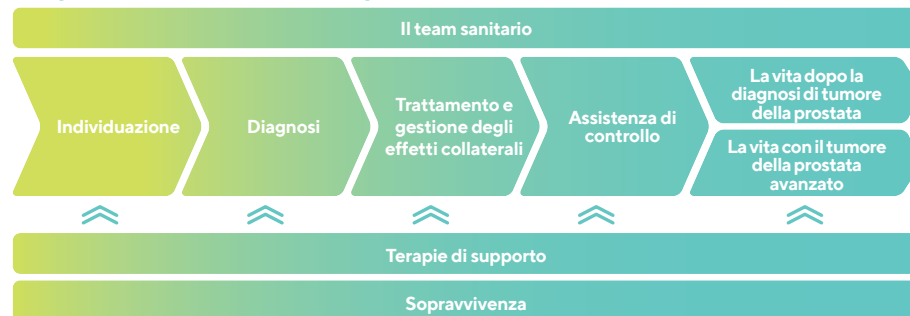 Il team sanitario
Individuazione
Diagnosi
Trattamento e
gestione degli
effetti collaterali
Assistenza di
controllo
La vita dopo la
diagnosi di tumore
della prostata
La vita con il tumore
della prostata
avanzato
Terapie di supporto
Sopravvivenza